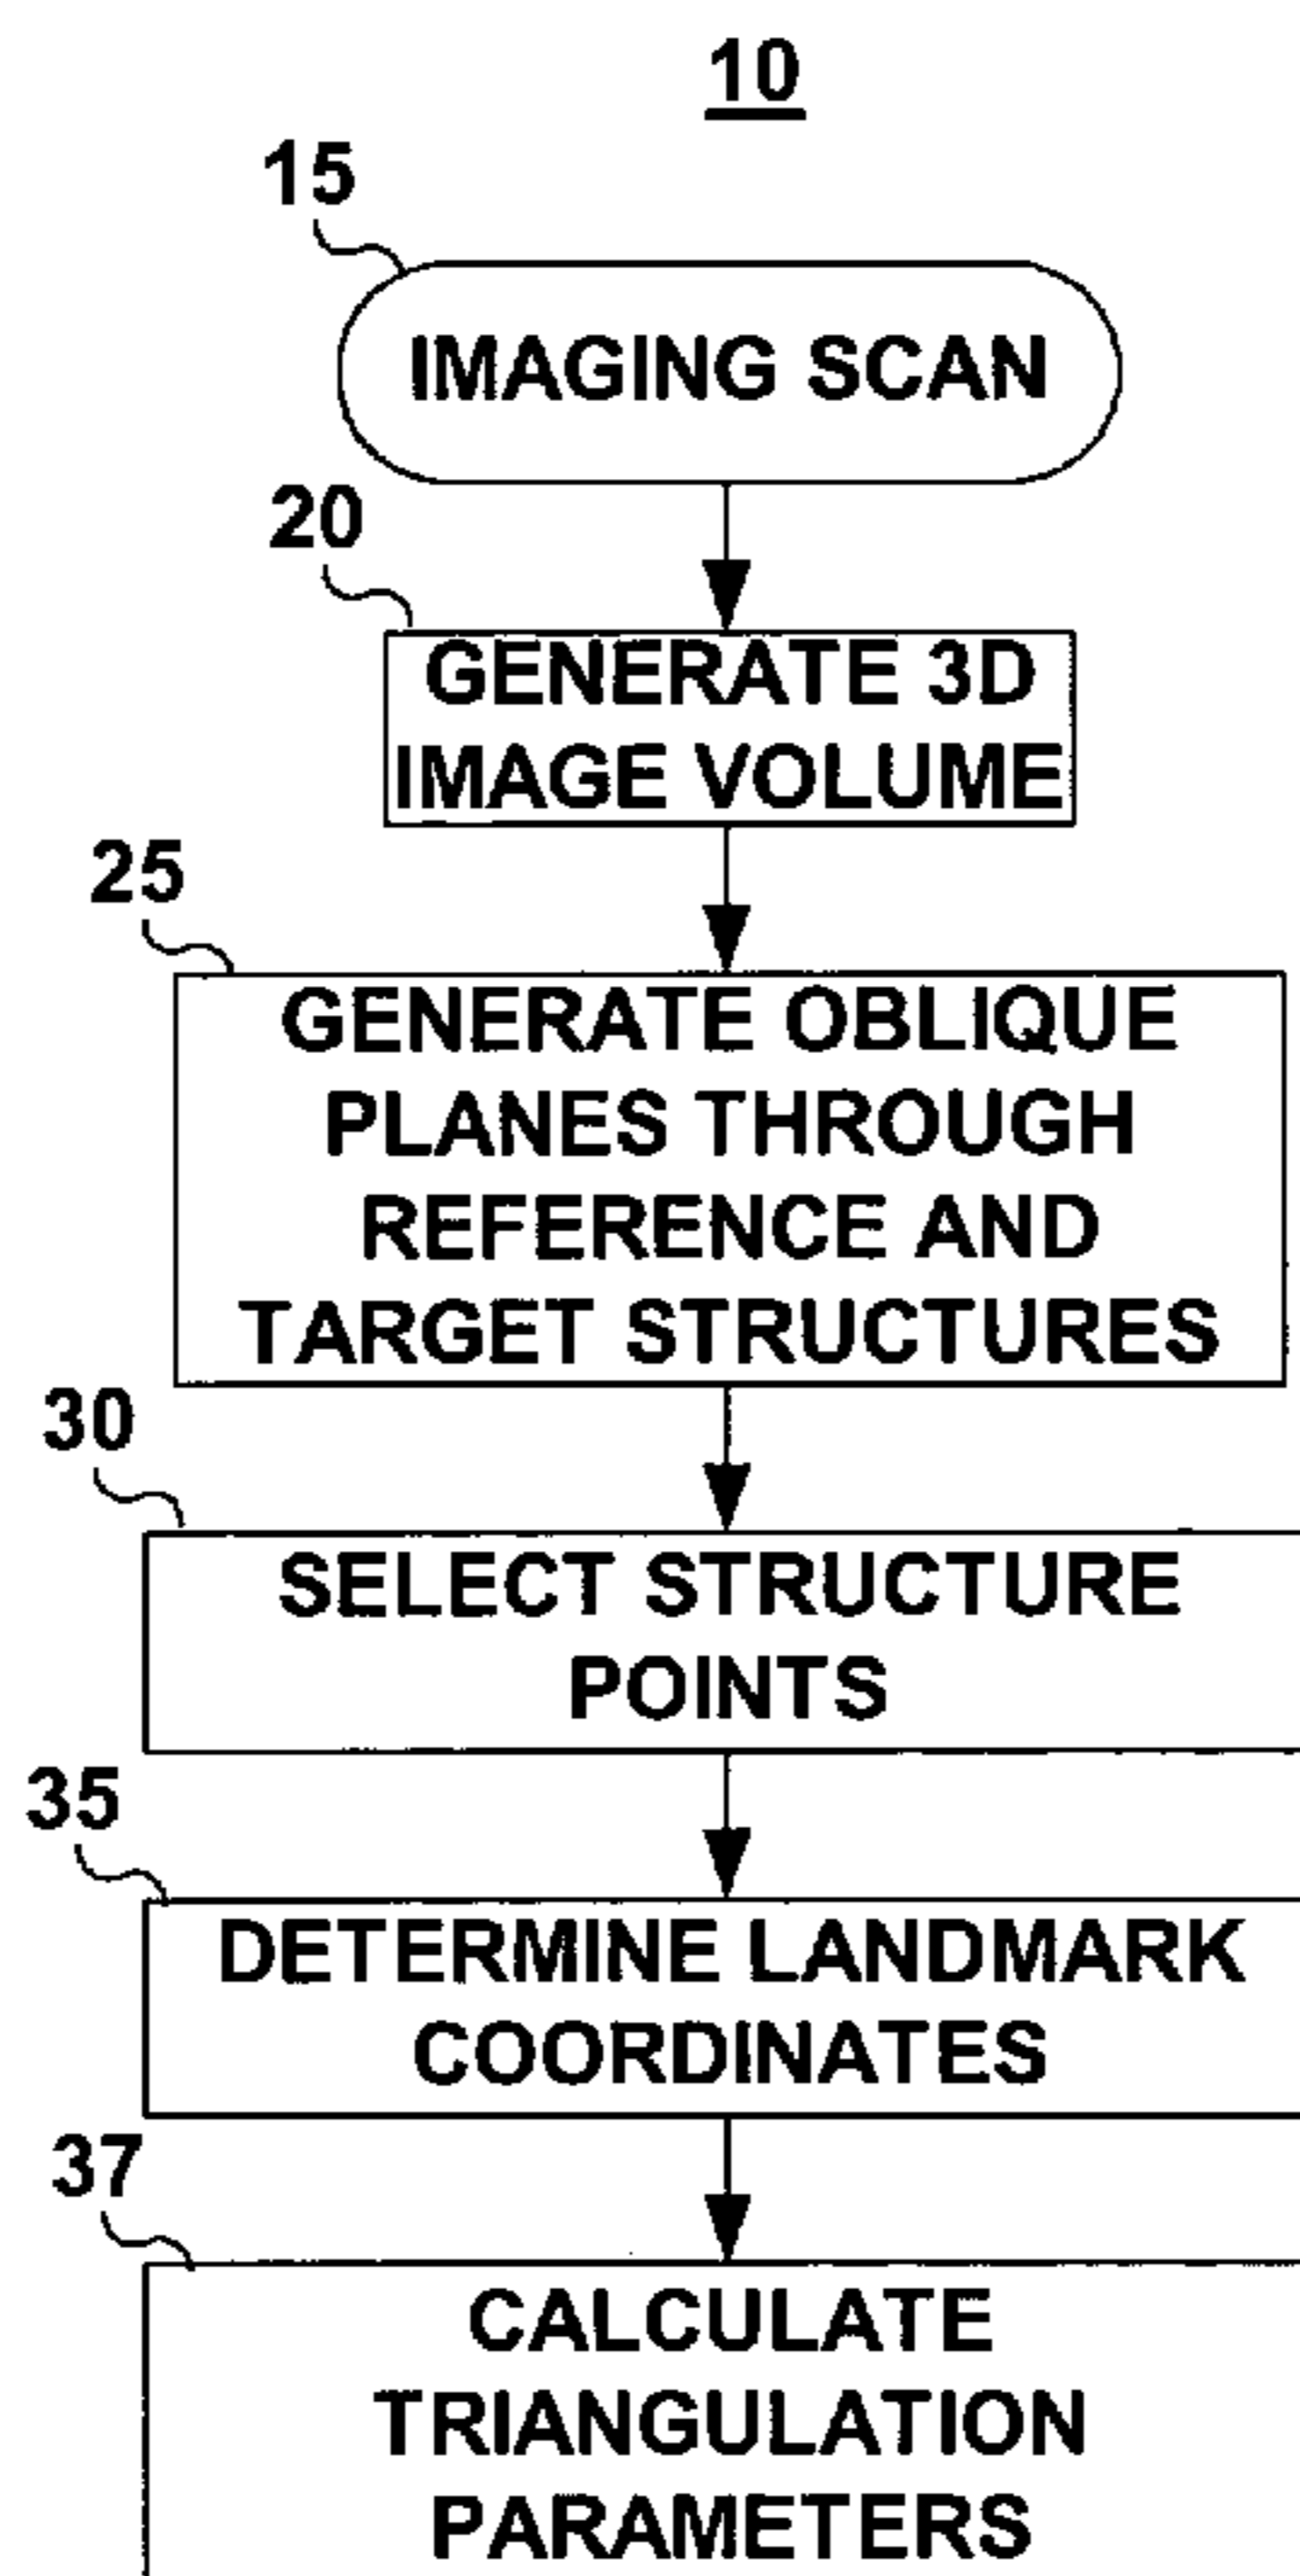 10
15
IMAGING SCAN
20
GENERATE 3D
IMAGE VOLUME
25
GENERATE OBLIQUE
PLANES THROUGH
REFERENCE AND
TARGET STRUCTURES
30
SELECT STRUCTURE
POINTS
35
DETERMINE LANDMARK
COORDINATES
37
CALCULATE
TRIANGULATION
PARAMETERS